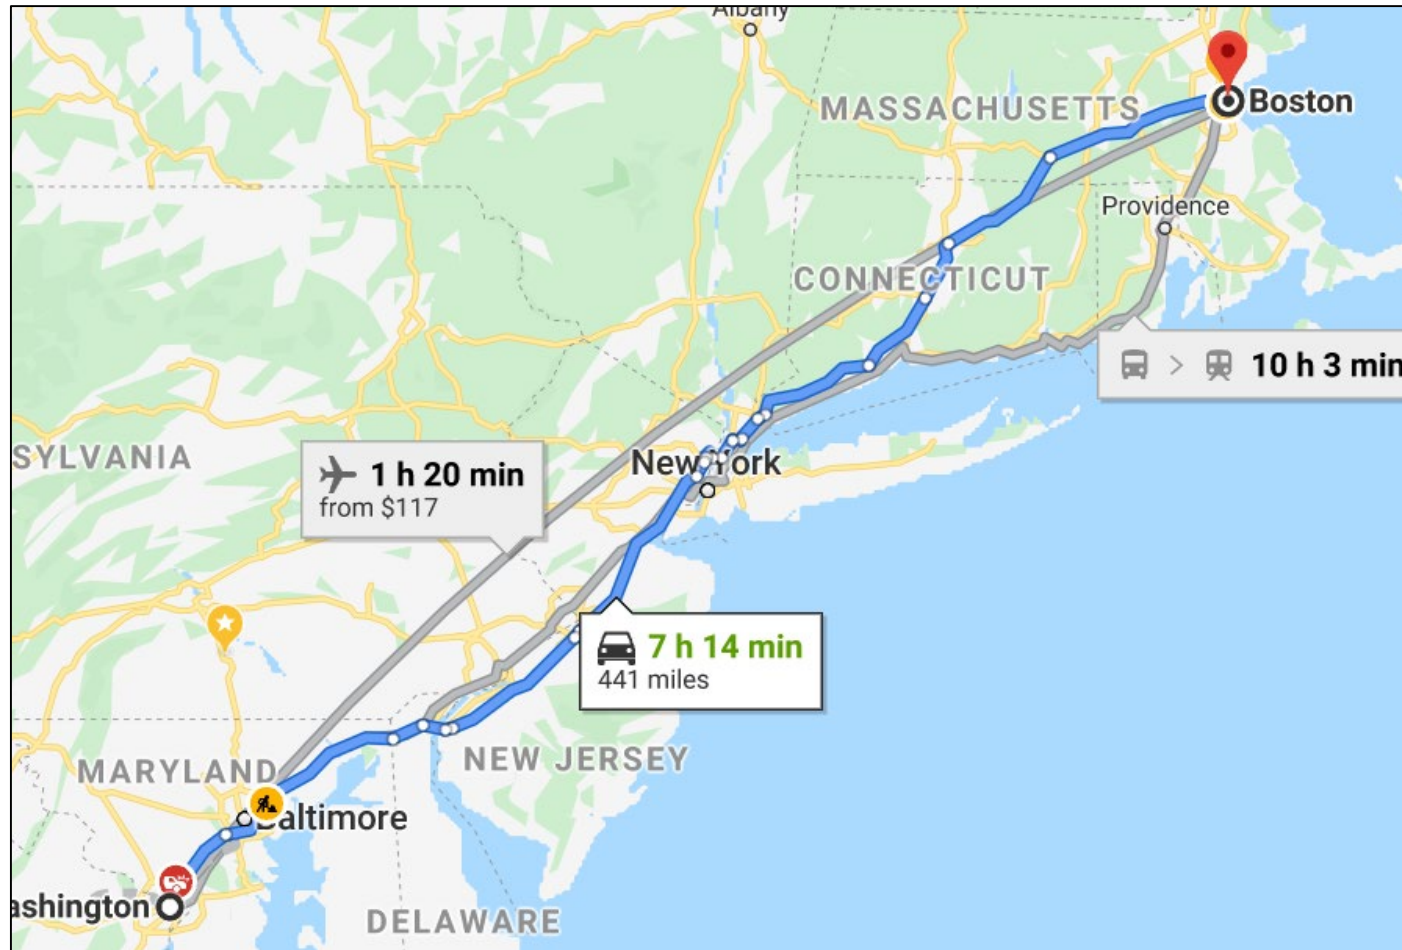 Albany
MASSACHUSETTS
Boston
Providence
CONNECTICUT
10 h 3 min
SYLVANIA
1 h 20 min
from $117
New York
7 h 14 min
441 miles
NEW JERSEY
MARYLAND
Baltimore
ashington
DELAWARE